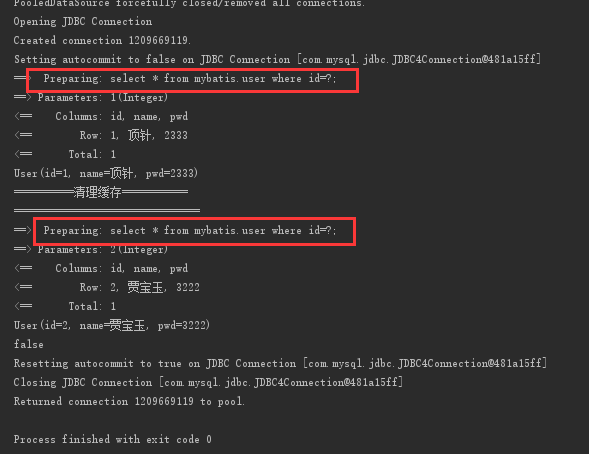 PooledDataSource forcefully closed/removed all connections.
Opening JDBC Connection
Created connection 1209669119.
Setting autocommit to false on JDBC Connection [com.mysql.jdbc.JDBC4Connection@481a15ff]
==>  Preparing: select * from mybatis.user where id=?;
==> Parameters: 1(Integer)
<==    Columns: id, name, pwd
<==        Row: 1, 顶针, 2333
<==      Total: 1
User(id=1, name=顶针, pwd=2333)
==========清理缓存===========
============================
==>  Preparing: select * from mybatis.user where id=?;
==> Parameters: 2(Integer)
<==    Columns: id, name, pwd
<==        Row: 2, 贾宝玉, 3222
<==      Total: 1
User(id=2, name=贾宝玉, pwd=3222)
false
Resetting autocommit to true on JDBC Connection [com.mysql.jdbc.JDBC4Connection@481a15ff]
Closing JDBC Connection [com.mysql.jdbc.JDBC4Connection@481a15ff]
Returned connection 1209669119 to pool.
Process finished with exit code 0